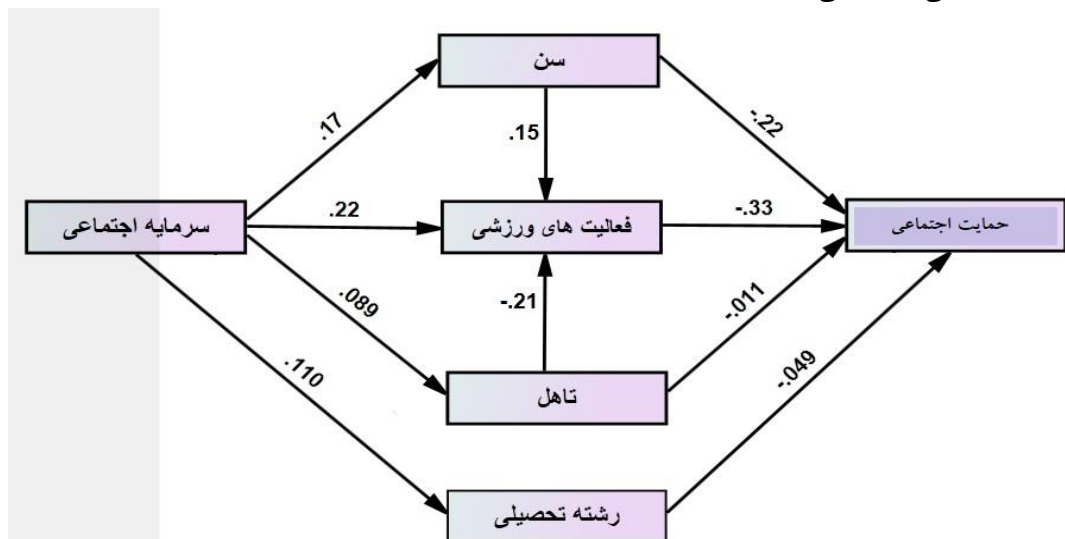 سن
.17
.15
-.22
سرمایه اجتماعی
.22
فعالیت های ورزشی
-.33
حمایت اجتماعی
.089
-.21
-.011
.110
تاهل
-.049
رشته تحصیلی